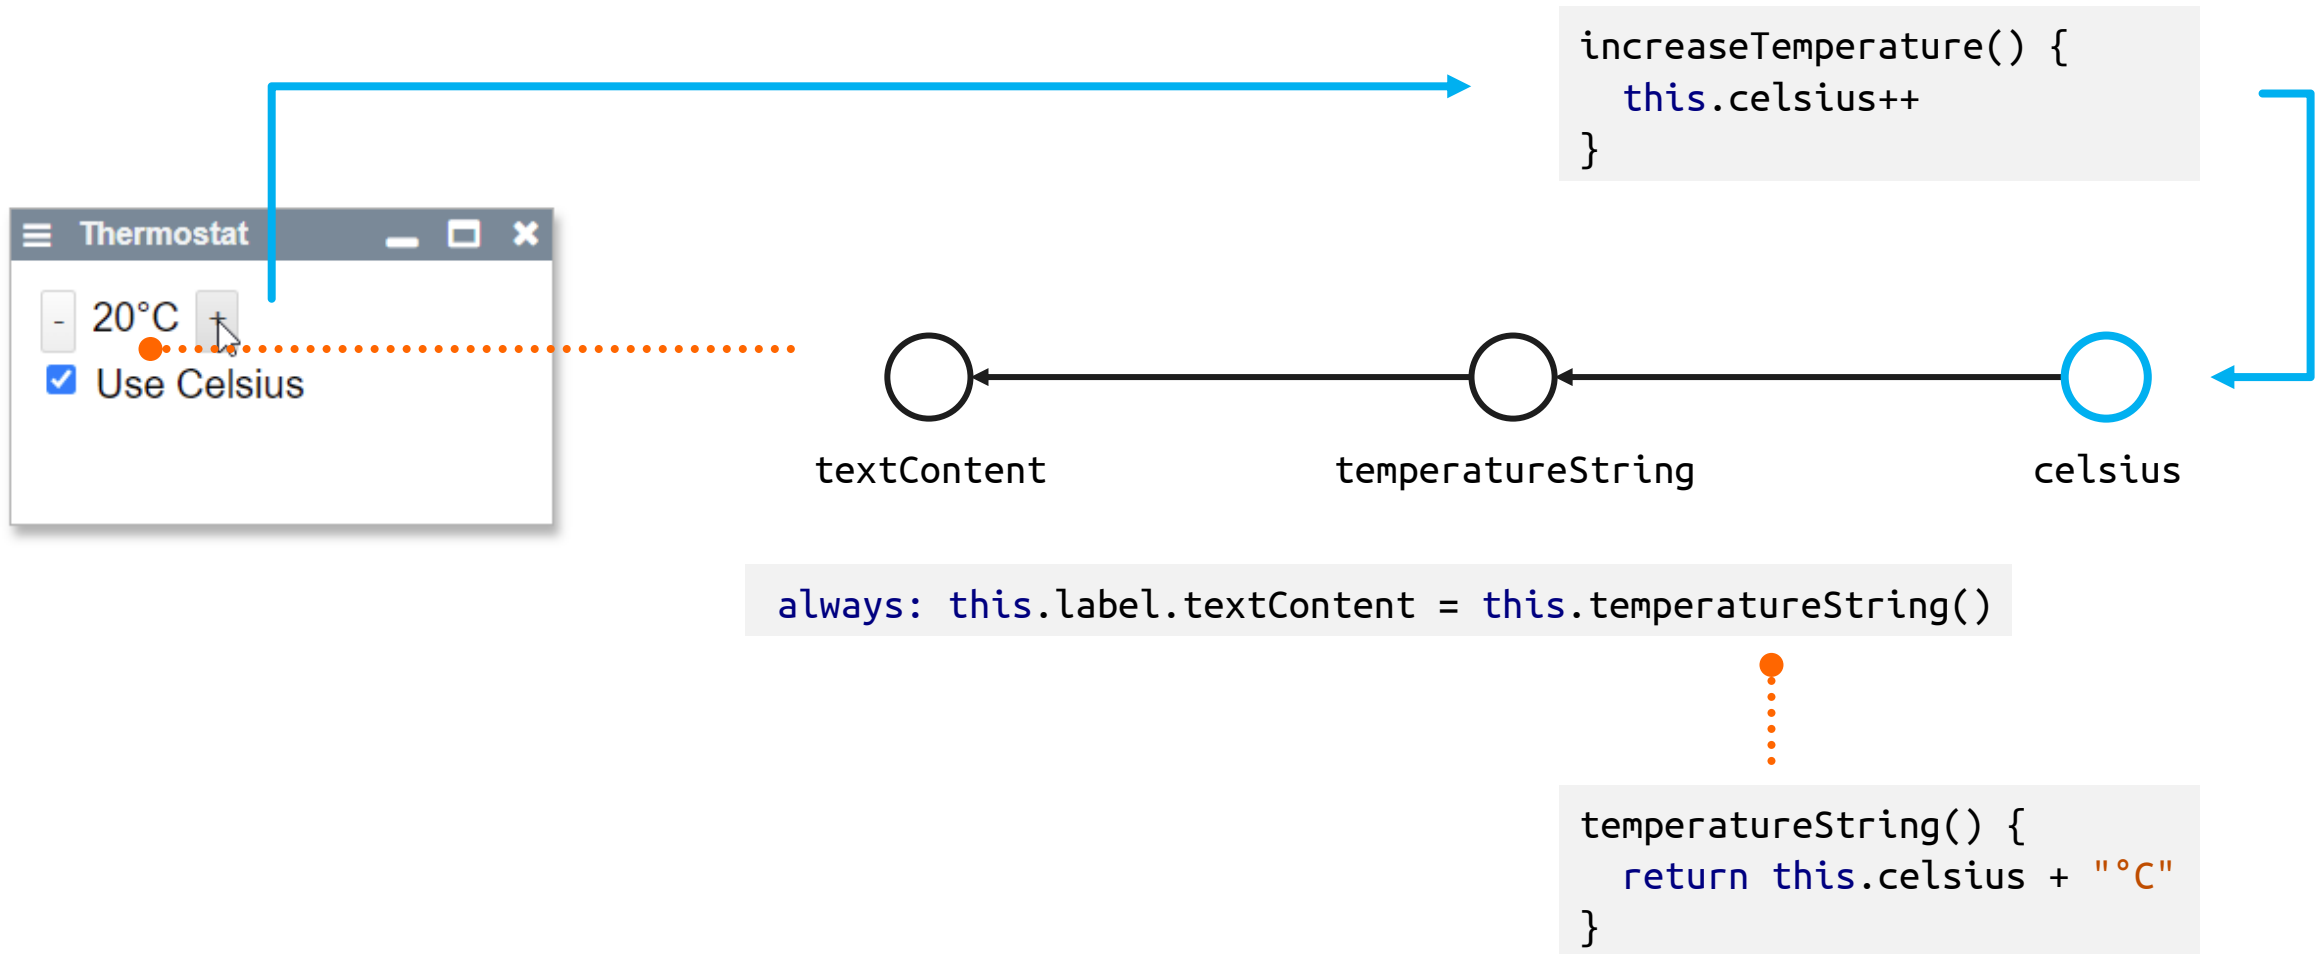 increaseTemperature() {
  this.celsius++
}
Thermostat
- 20°C +
Use Celsius
textContent
temperatureString
celsius
always: this.label.textContent = this.temperatureString()
temperatureString() {
  return this.celsius + "°C"
}